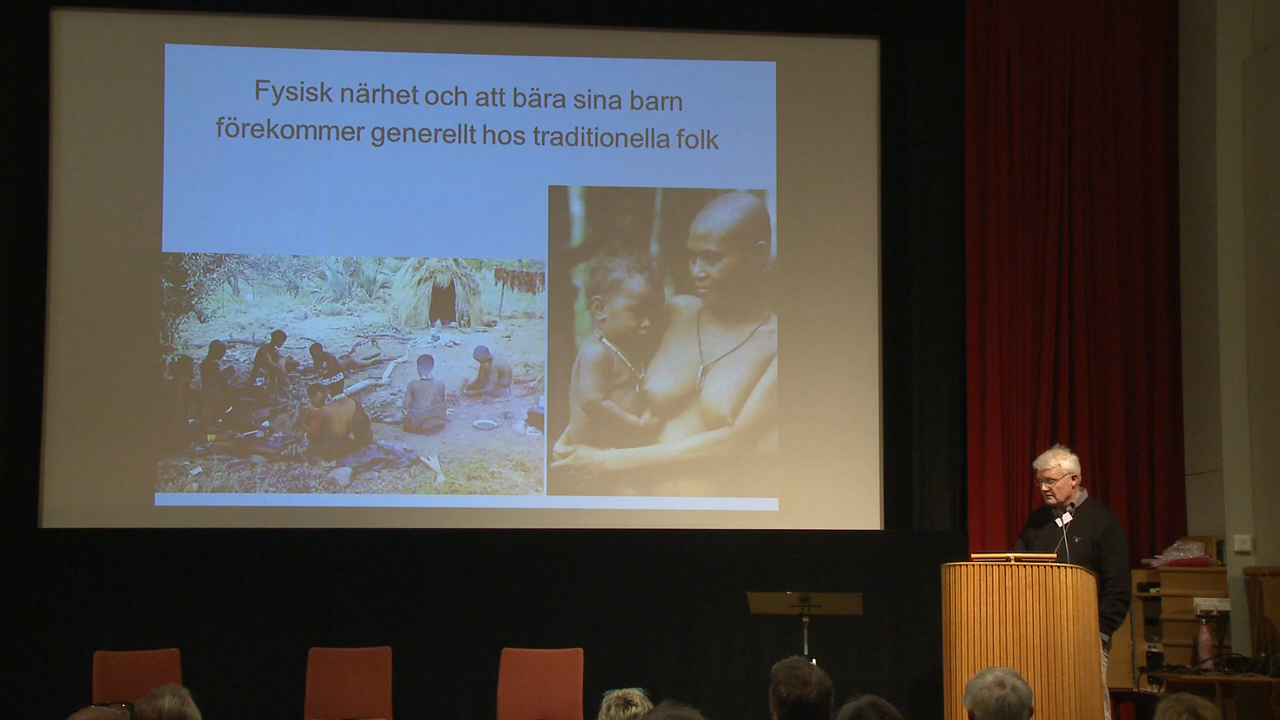 Fysisk närhet och att bära sina barn
förekommer generellt hos traditionella folk